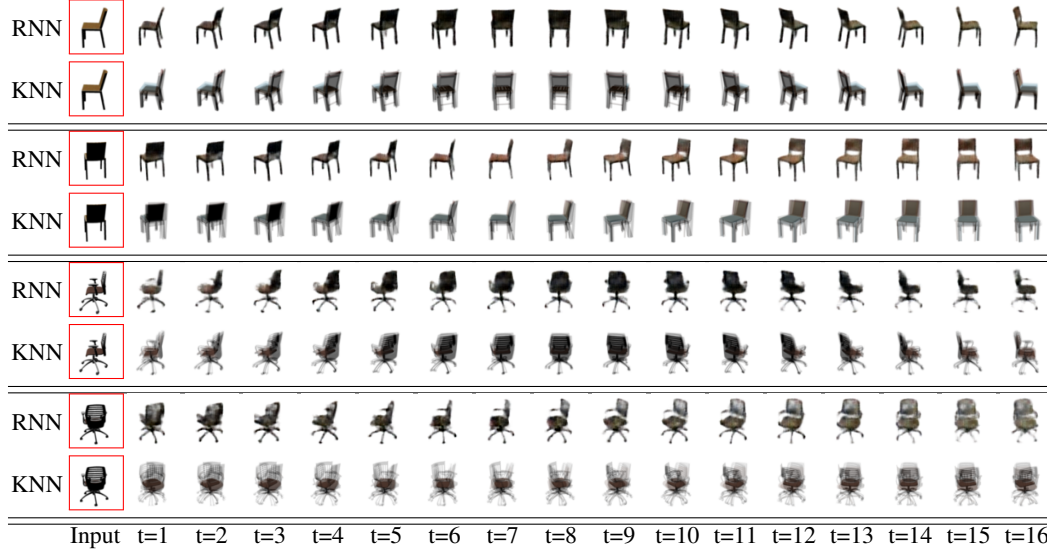 RNN
KNN
RNN
KNN
RNN
KNN
RNN
KNN
Input t=1 t=2 t=3 t=4 t=5 t=6 t=7 t=8 t=9 t=10 t=11 t=12 t=13 t=14 t=15 t=16